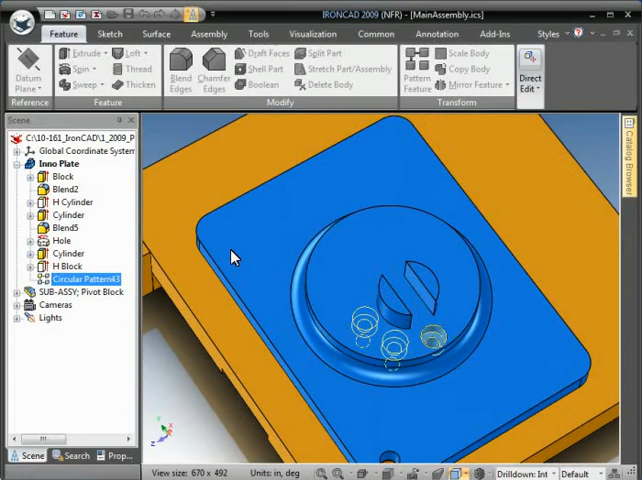 IRONCAD 2009 (NFR) - [MainAssembly.ics]
Feature Sketch Surface Assembly Tools Visualization Common Add-Ins Styles
Datum Plane
Reference
Extrude Loft
Spin Thread
Sweep Thicken
Feature
Blend Edges
Chamfer Edges
Draft Faces Split Part
Shell Part Stretch Part/Assembly
Boolean Delete Body
Modify
Pattern Feature
Scale Body
Copy Body
Mirror Feature
Transform
Direct Edit
Scene
C:\10-161_IronCAD\1_2009_P
Global Coordinate System
Inno Plate
Block
Blend2
H Cylinder
Cylinder
Blend5
Hole
Cylinder
H Block
Circular Pattern43
SUB-ASSY; Pivot Block
Cameras
Lights
Catalog Browser
Scene Search Prop...
View size: 670 x 492 Units: in, deg Drilldown: Int Default